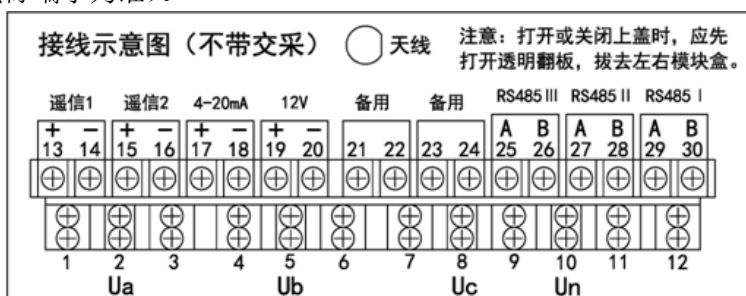 接线示意图（不带交采） 天线 注意：打开或关闭上盖时，应先
打开透明翻板，拔去左右模块盒。
遥信1 遥信2 4-20mA 12V 备用 备用 RS485Ⅲ RS485Ⅱ RS485Ⅰ
+ − + − + − + − A B A B A B
13 14 15 16 17 18 19 20 21 22 23 24 25 26 27 28 29 30
1 2 3 4 5 6 7 8 9 10 11 12
Ua Ub Uc Un